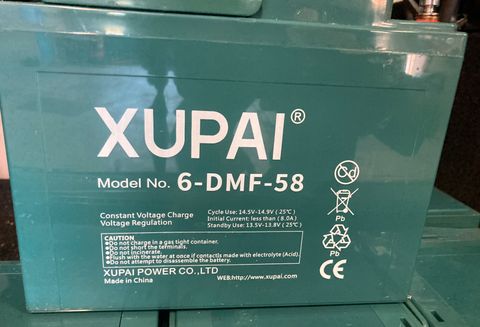 XUPAI®
Model No. 6-DMF-58
Constant Voltage Charge
Voltage Regulation
Cycle Use: 14.5V-14.9V (25℃)
Initial Current: less than (8.0A)
Standby Use: 13.5V-13.8V (25℃)
CAUTION
●Do not charge in a gas tight container.
●Do not short the terminals.
●Do not incinerate.
●Flush with the water at once if contacts made with electrolyte (Acid).
●Do not attempt to disassemble the battery.
XUPAI POWER CO.,LTD
Made in China
WEB:http://www.xupai.com
Cd
Pb
Pb
CE